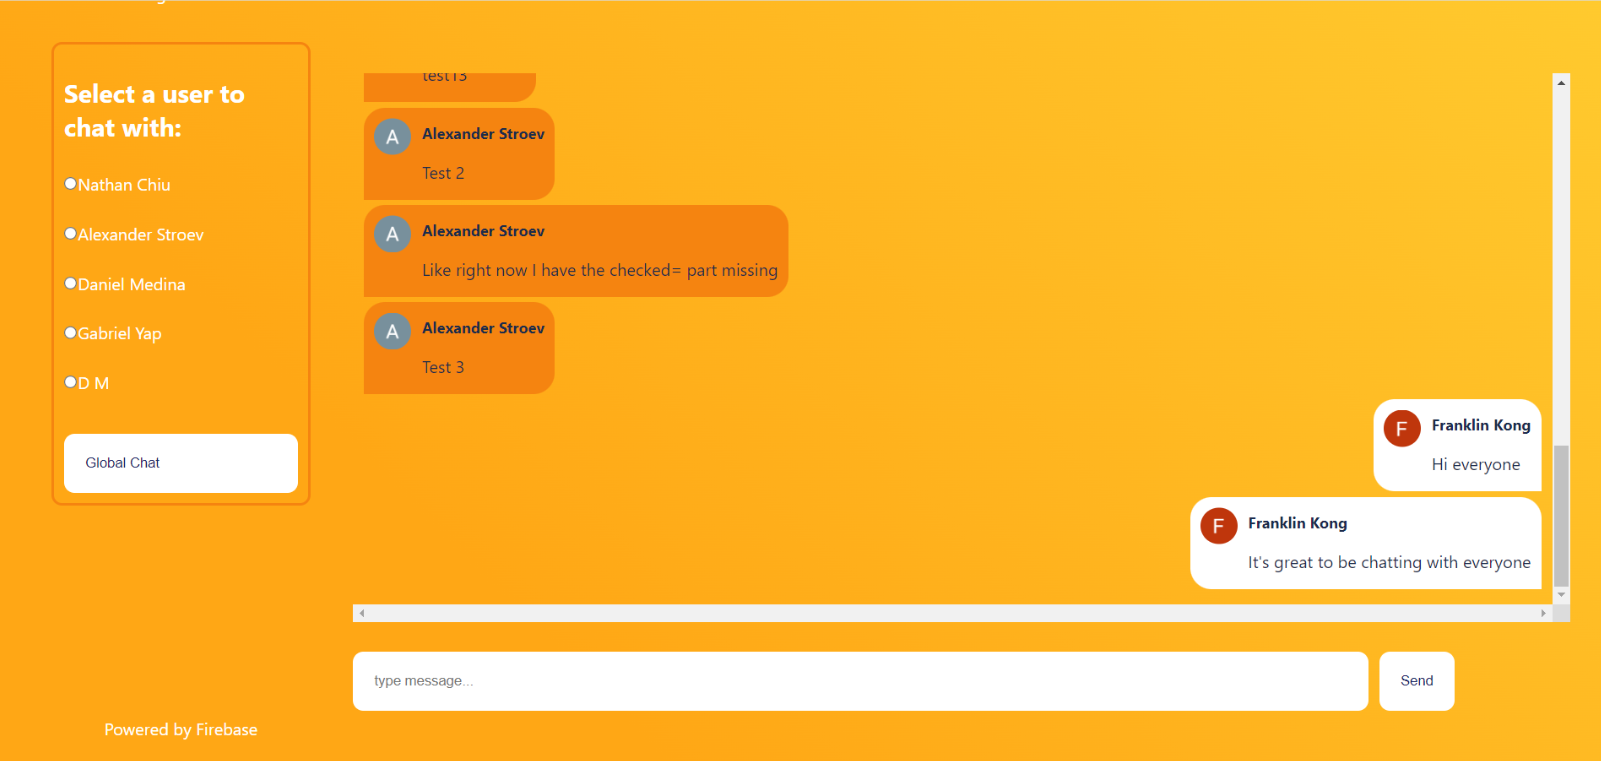 Select a user to
chat with:
Nathan Chiu
Alexander Stroev
Daniel Medina
Gabriel Yap
D M
Global Chat
Powered by Firebase
test13
A
Alexander Stroev
Test 2
A
Alexander Stroev
Like right now I have the checked= part missing
A
Alexander Stroev
Test 3
F
Franklin Kong
Hi everyone
F
Franklin Kong
It's great to be chatting with everyone
type message...
Send